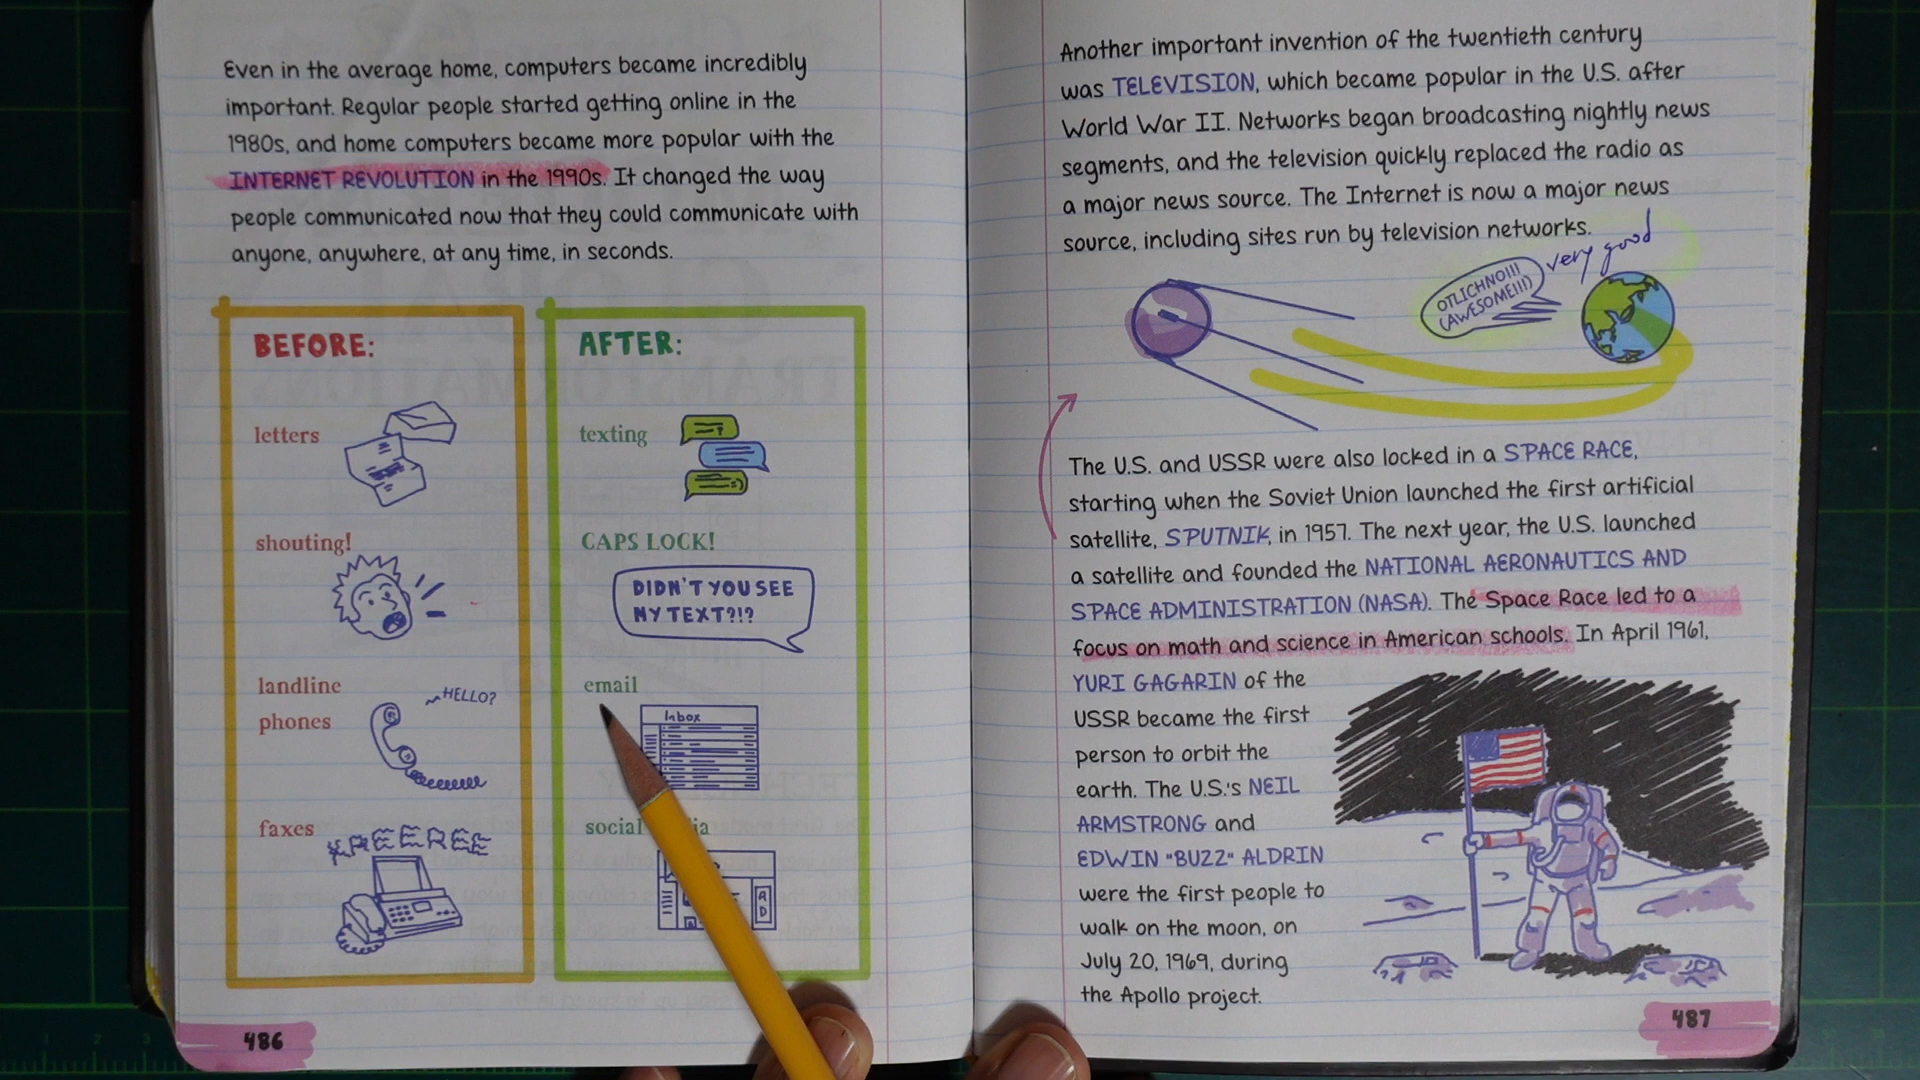 Even in the average home, computers became incredibly
important. Regular people started getting online in the
1980s, and home computers became more popular with the
INTERNET REVOLUTION in the 1990s. It changed the way
people communicated now that they could communicate with
anyone, anywhere, at any time, in seconds.
BEFORE:
letters
shouting!
landline
phones
HELLO?
faxes
AFTER:
texting
CAPS LOCK!
DIDN'T YOU SEE
MY TEXT?!?
email
Inbox
social
AD
486
Another important invention of the twentieth century
was TELEVISION, which became popular in the U.S. after
World War II. Networks began broadcasting nightly news
segments, and the television quickly replaced the radio as
a major news source. The Internet is now a major news
source, including sites run by television networks.
very good
OTLICHNO!!!
(AWESOME!!!)
The U.S. and USSR were also locked in a SPACE RACE,
starting when the Soviet Union launched the first artificial
satellite, SPUTNIK, in 1957. The next year, the U.S. launched
a satellite and founded the NATIONAL AERONAUTICS AND
SPACE ADMINISTRATION (NASA). The Space Race led to a
focus on math and science in American schools. In April 1961,
YURI GAGARIN of the
USSR became the first
person to orbit the
earth. The U.S.'s NEIL
ARMSTRONG and
EDWIN "BUZZ" ALDRIN
were the first people to
walk on the moon, on
July 20, 1969, during
the Apollo project.
487